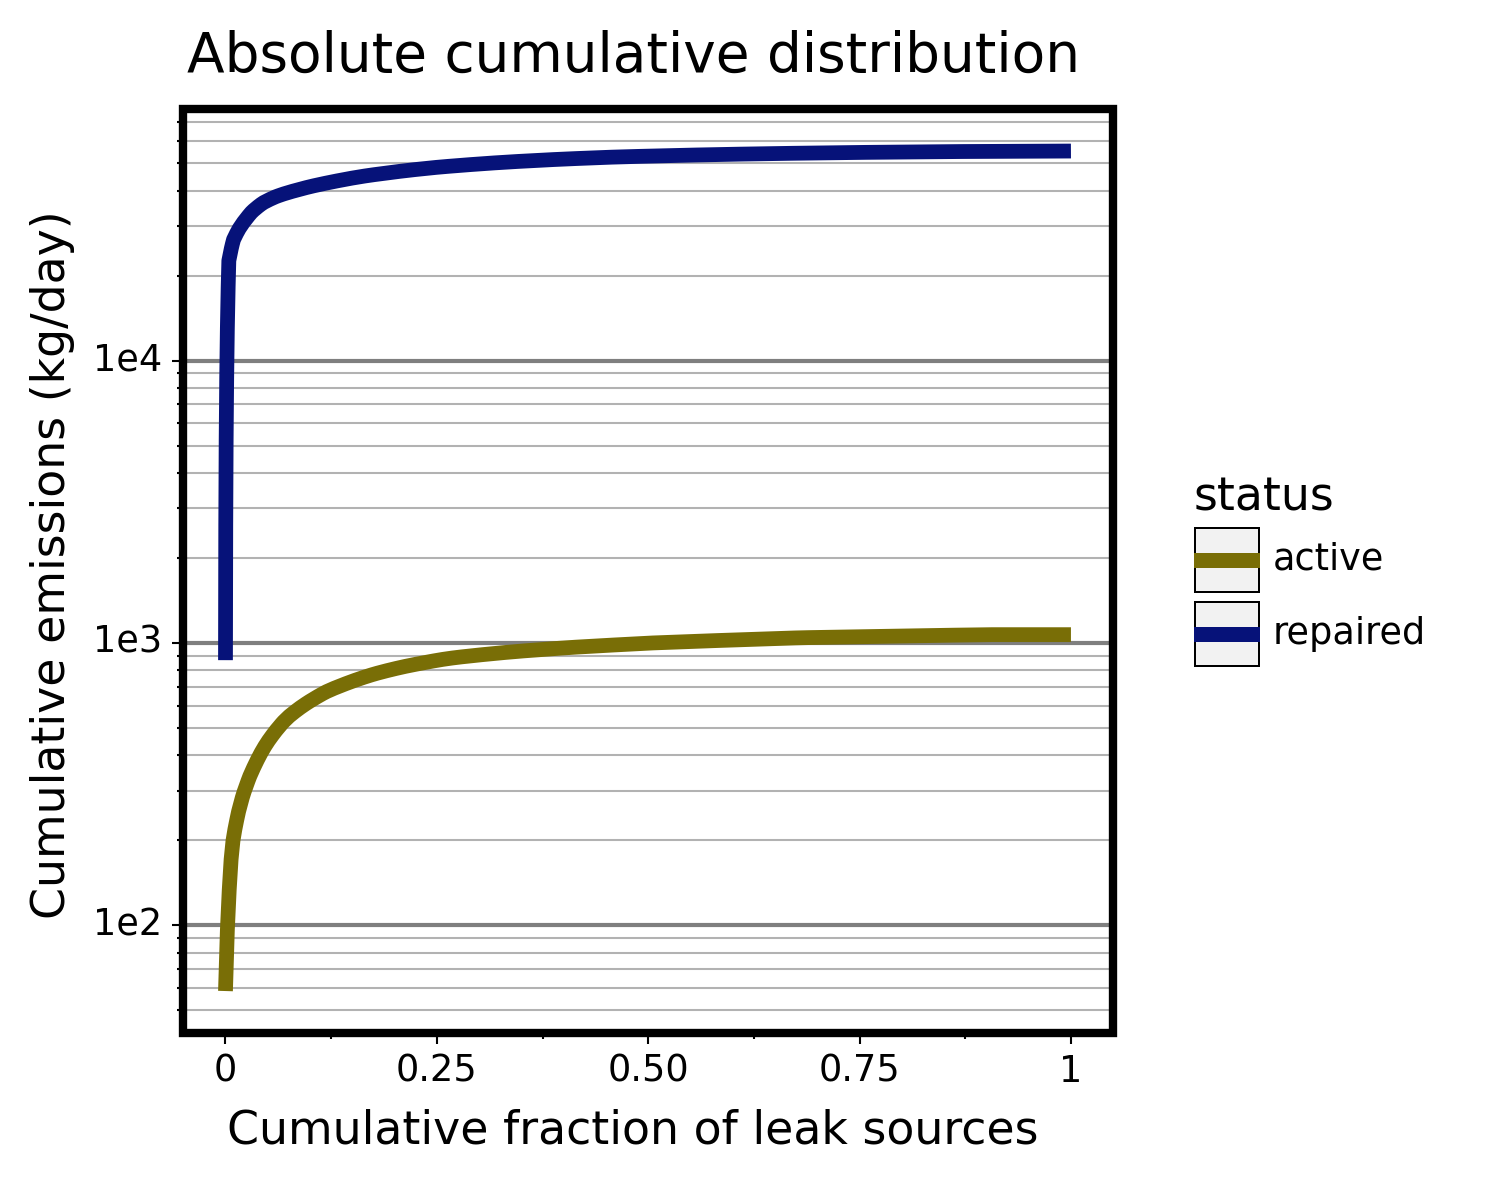 Absolute cumulative distribution
Cumulative emissions (kg/day)
1e4
1e3
1e2
0 0.25 0.50 0.75 1
Cumulative fraction of leak sources
status
active
repaired